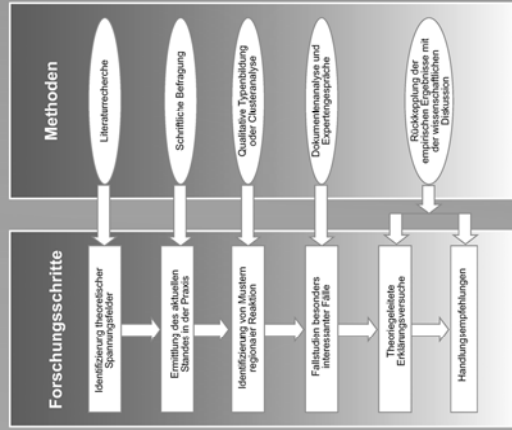 Forschungsschritte
Identifizierung theoretischer
Spannungsfelder
Ermittlung des aktuellen
Standes in der Praxis
Identifizierung von Mustern
regionaer Reaktion
Fallstudien besonders
interessanter Fälle
Theoriegeleitete
Erklärungsversuche
Handlungsempfehlungen
Methoden
Literaturrecherche
Schriftliche Befragung
Qualitative Typenbildung
oder Clusteranalyse
Dokumentenanalyse und
Expertengespräche
Rückkopplung der
empirischen Ergebnisse mit
der wissenschaftlichen
Diskussion